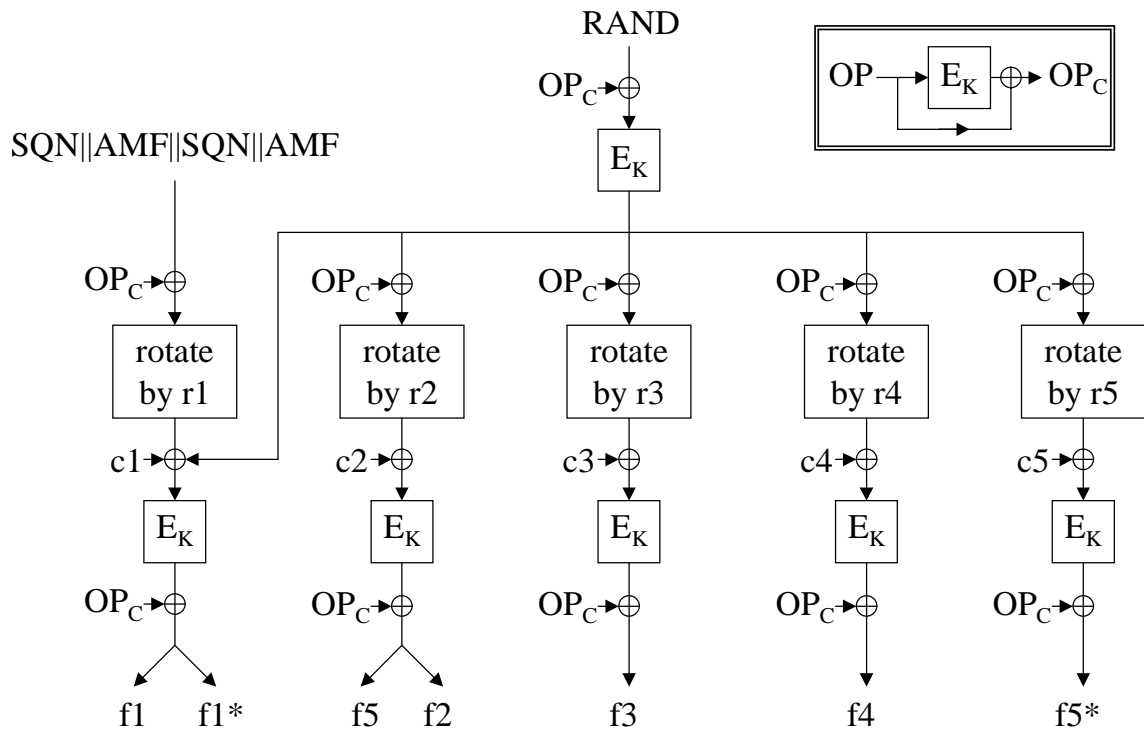 RAND
OP E_K OP_C
OP_C
SQN||AMF||SQN||AMF
E_K
OP_C OP_C OP_C OP_C OP_C
rotate rotate rotate rotate rotate
by r1 by r2 by r3 by r4 by r5
c1 c2 c3 c4 c5
E_K E_K E_K E_K E_K
OP_C OP_C OP_C OP_C OP_C
f1 f1* f5 f2 f3 f4 f5*